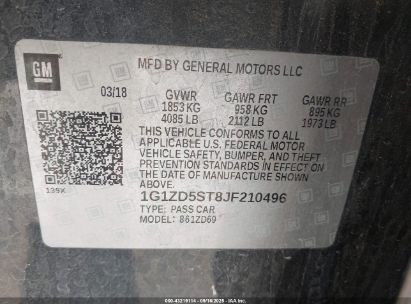 GM
MFD BY GENERAL MOTORS LLC
03/18 GVWR GAWR FRT GAWR RR
1853 KG 958 KG 895 KG
4085 LB 2112 LB 1973 LB
THIS VEHICLE CONFORMS TO ALL
APPLICABLE U.S. FEDERAL MOTOR
VEHICLE SAFETY, BUMPER, AND THEFT
PREVENTION STANDARDS IN EFFECT ON
THE DATE OF MANUFACTURE SHOWN
ABOVE.
139X 1G1ZD5ST8JF210496
TYPE: PASS CAR
MODEL: